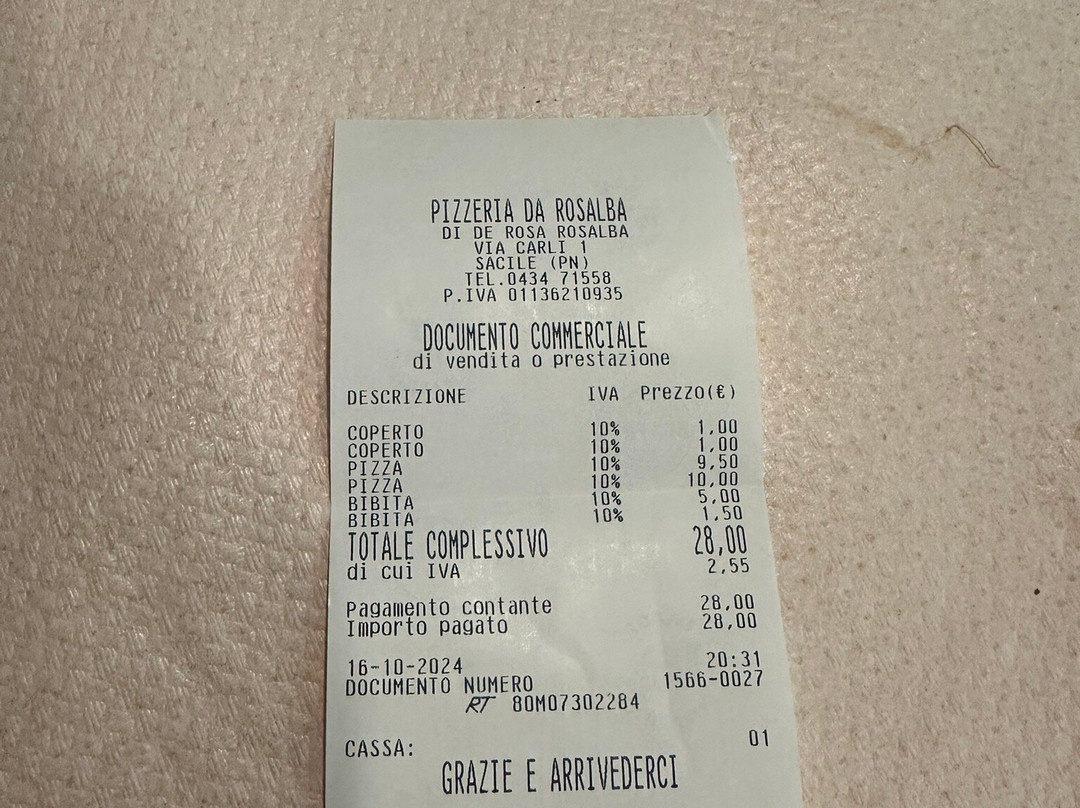 PIZZERIA DA ROSALBA
DI DE ROSA ROSALBA
VIA CARLI 1
SACILE (PN)
TEL.0434 71558
P.IVA 01136210935
DOCUMENTO COMMERCIALE
di vendita o prestazione
DESCRIZIONE IVA Prezzo(€)
COPERTO 10% 1,00
COPERTO 10% 1,00
PIZZA 10% 9,50
PIZZA 10% 10,00
BIBITA 10% 5,00
BIBITA 10% 1,50
TOTALE COMPLESSIVO 28,00
di cui IVA 2,55
Pagamento contante 28,00
Importo pagato 28,00
16-10-2024 20:31
DOCUMENTO NUMERO 1566-0027
RT 80M07302284
CASSA: 01
GRAZIE E ARRIVEDERCI